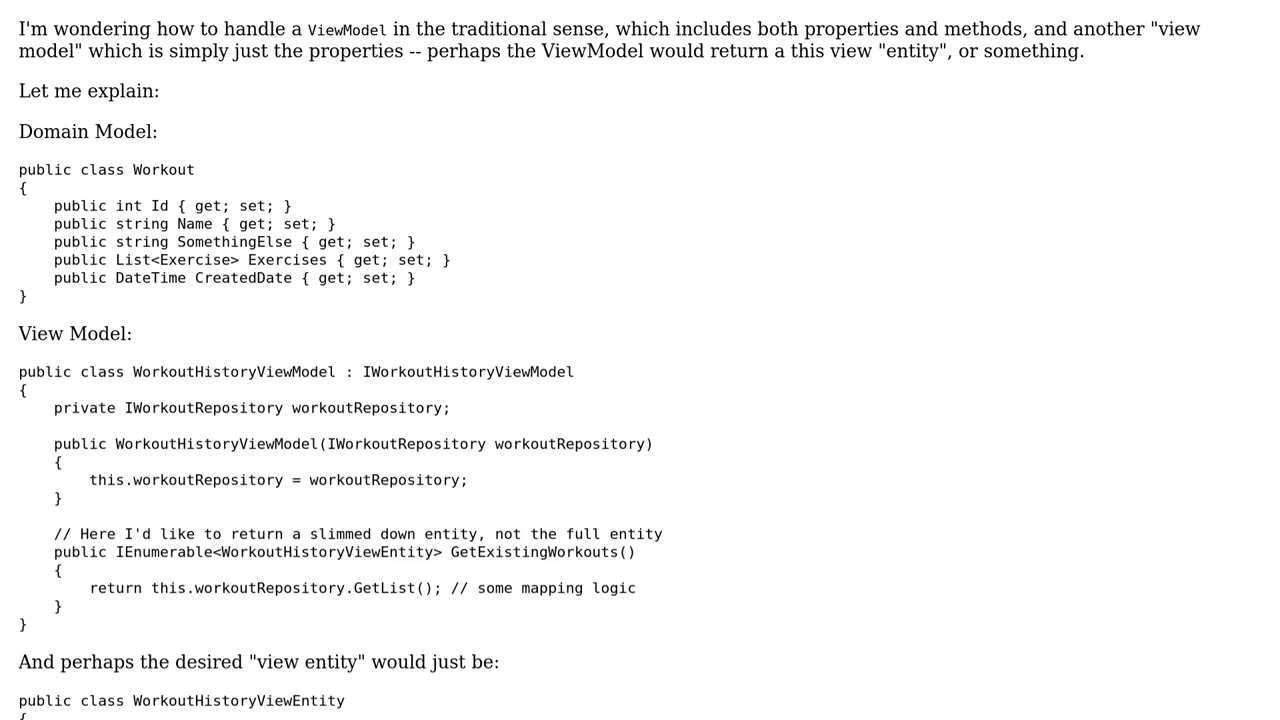 I'm wondering how to handle a ViewModel in the traditional sense, which includes both properties and methods, and another "view
model" which is simply just the properties -- perhaps the ViewModel would return a this view "entity", or something.
Let me explain:
Domain Model:
public class Workout
{
    public int Id { get; set; }
    public string Name { get; set; }
    public string SomethingElse { get; set; }
    public List<Exercise> Exercises { get; set; }
    public DateTime CreatedDate { get; set; }
}
View Model:
public class WorkoutHistoryViewModel : IWorkoutHistoryViewModel
{
    private IWorkoutRepository workoutRepository;
    public WorkoutHistoryViewModel(IWorkoutRepository workoutRepository)
    {
        this.workoutRepository = workoutRepository;
    }
    // Here I'd like to return a slimmed down entity, not the full entity
    public IEnumerable<WorkoutHistoryViewEntity> GetExistingWorkouts()
    {
        return this.workoutRepository.GetList(); // some mapping logic
    }
}
And perhaps the desired "view entity" would just be:
public class WorkoutHistoryViewEntity
{